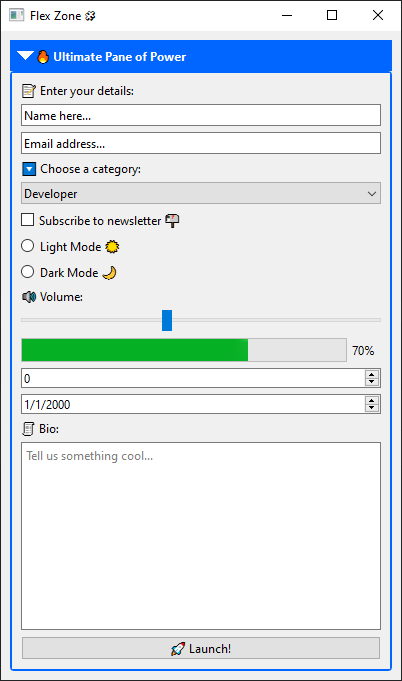 Flex Zone
Ultimate Pane of Power
Enter your details:
Name here...
Email address...
Choose a category:
Developer
Subscribe to newsletter
Light Mode
Dark Mode
Volume:
70%
0
1/1/2000
Bio:
Tell us something cool...
Launch!